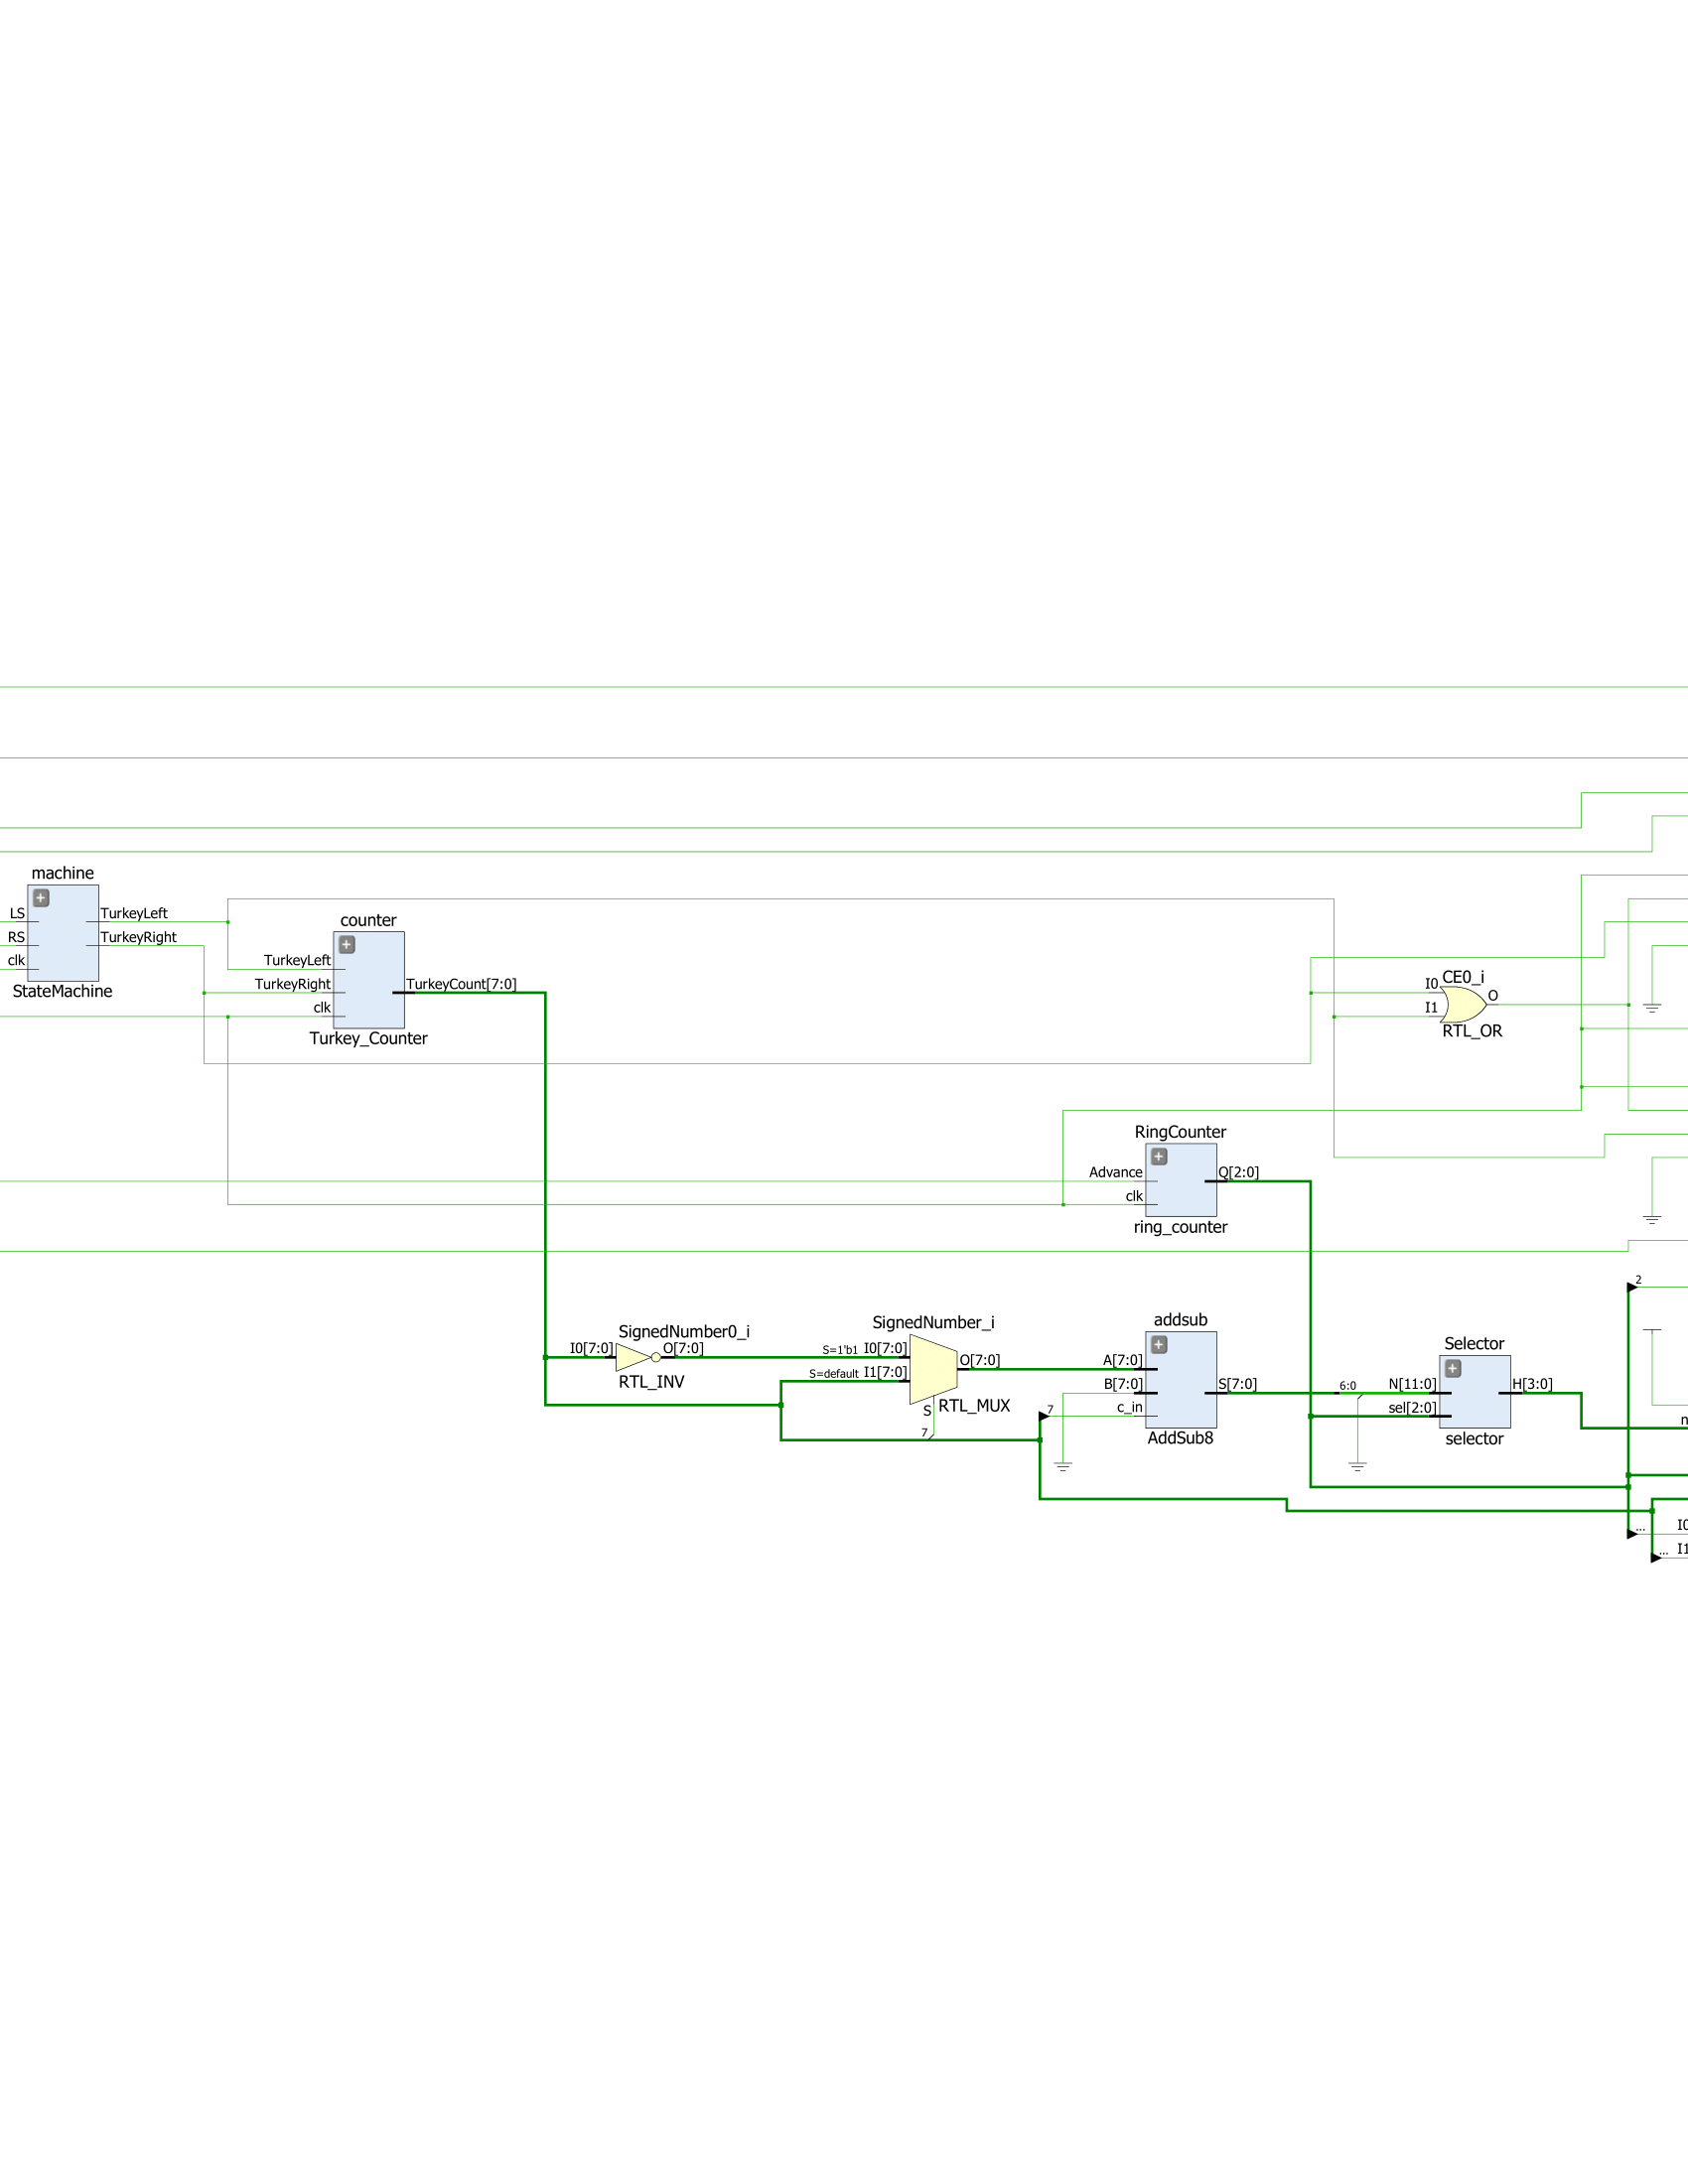 machine
LS
TurkeyLeft
RS
TurkeyRight
clk
StateMachine
counter
TurkeyLeft
TurkeyRight
TurkeyCount[7:0]
clk
Turkey_Counter
CE0_i
I0
O
I1
RTL_OR
RingCounter
Advance
Q[2:0]
clk
ring_counter
2
SignedNumber0_i
I0[7:0]
O[7:0]
RTL_INV
SignedNumber_i
S=1'b1 I0[7:0]
S=default I1[7:0]
O[7:0]
S
RTL_MUX
7
addsub
A[7:0]
B[7:0]
S[7:0]
7
c_in
AddSub8
Selector
6:0
N[11:0]
H[3:0]
sel[2:0]
selector
n
... I0
... I1